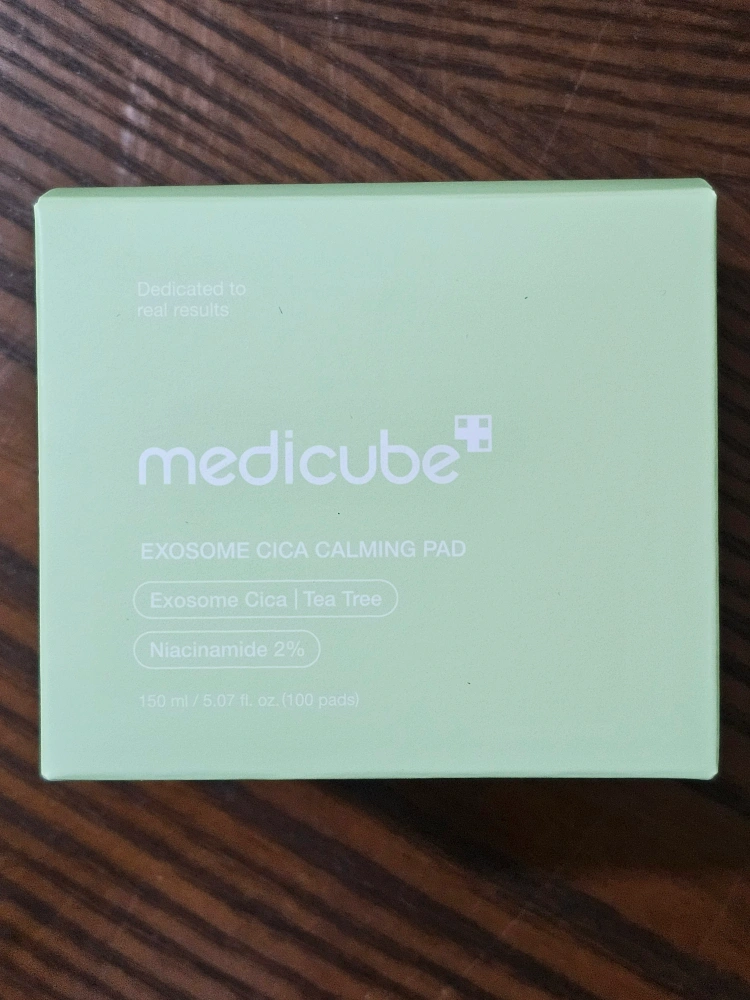 Dedicated to
real results
medicube
EXOSOME CICA CALMING PAD
Exosome Cica | Tea Tree
Niacinamide 2%
150 ml / 5.07 fl. oz. (100 pads)